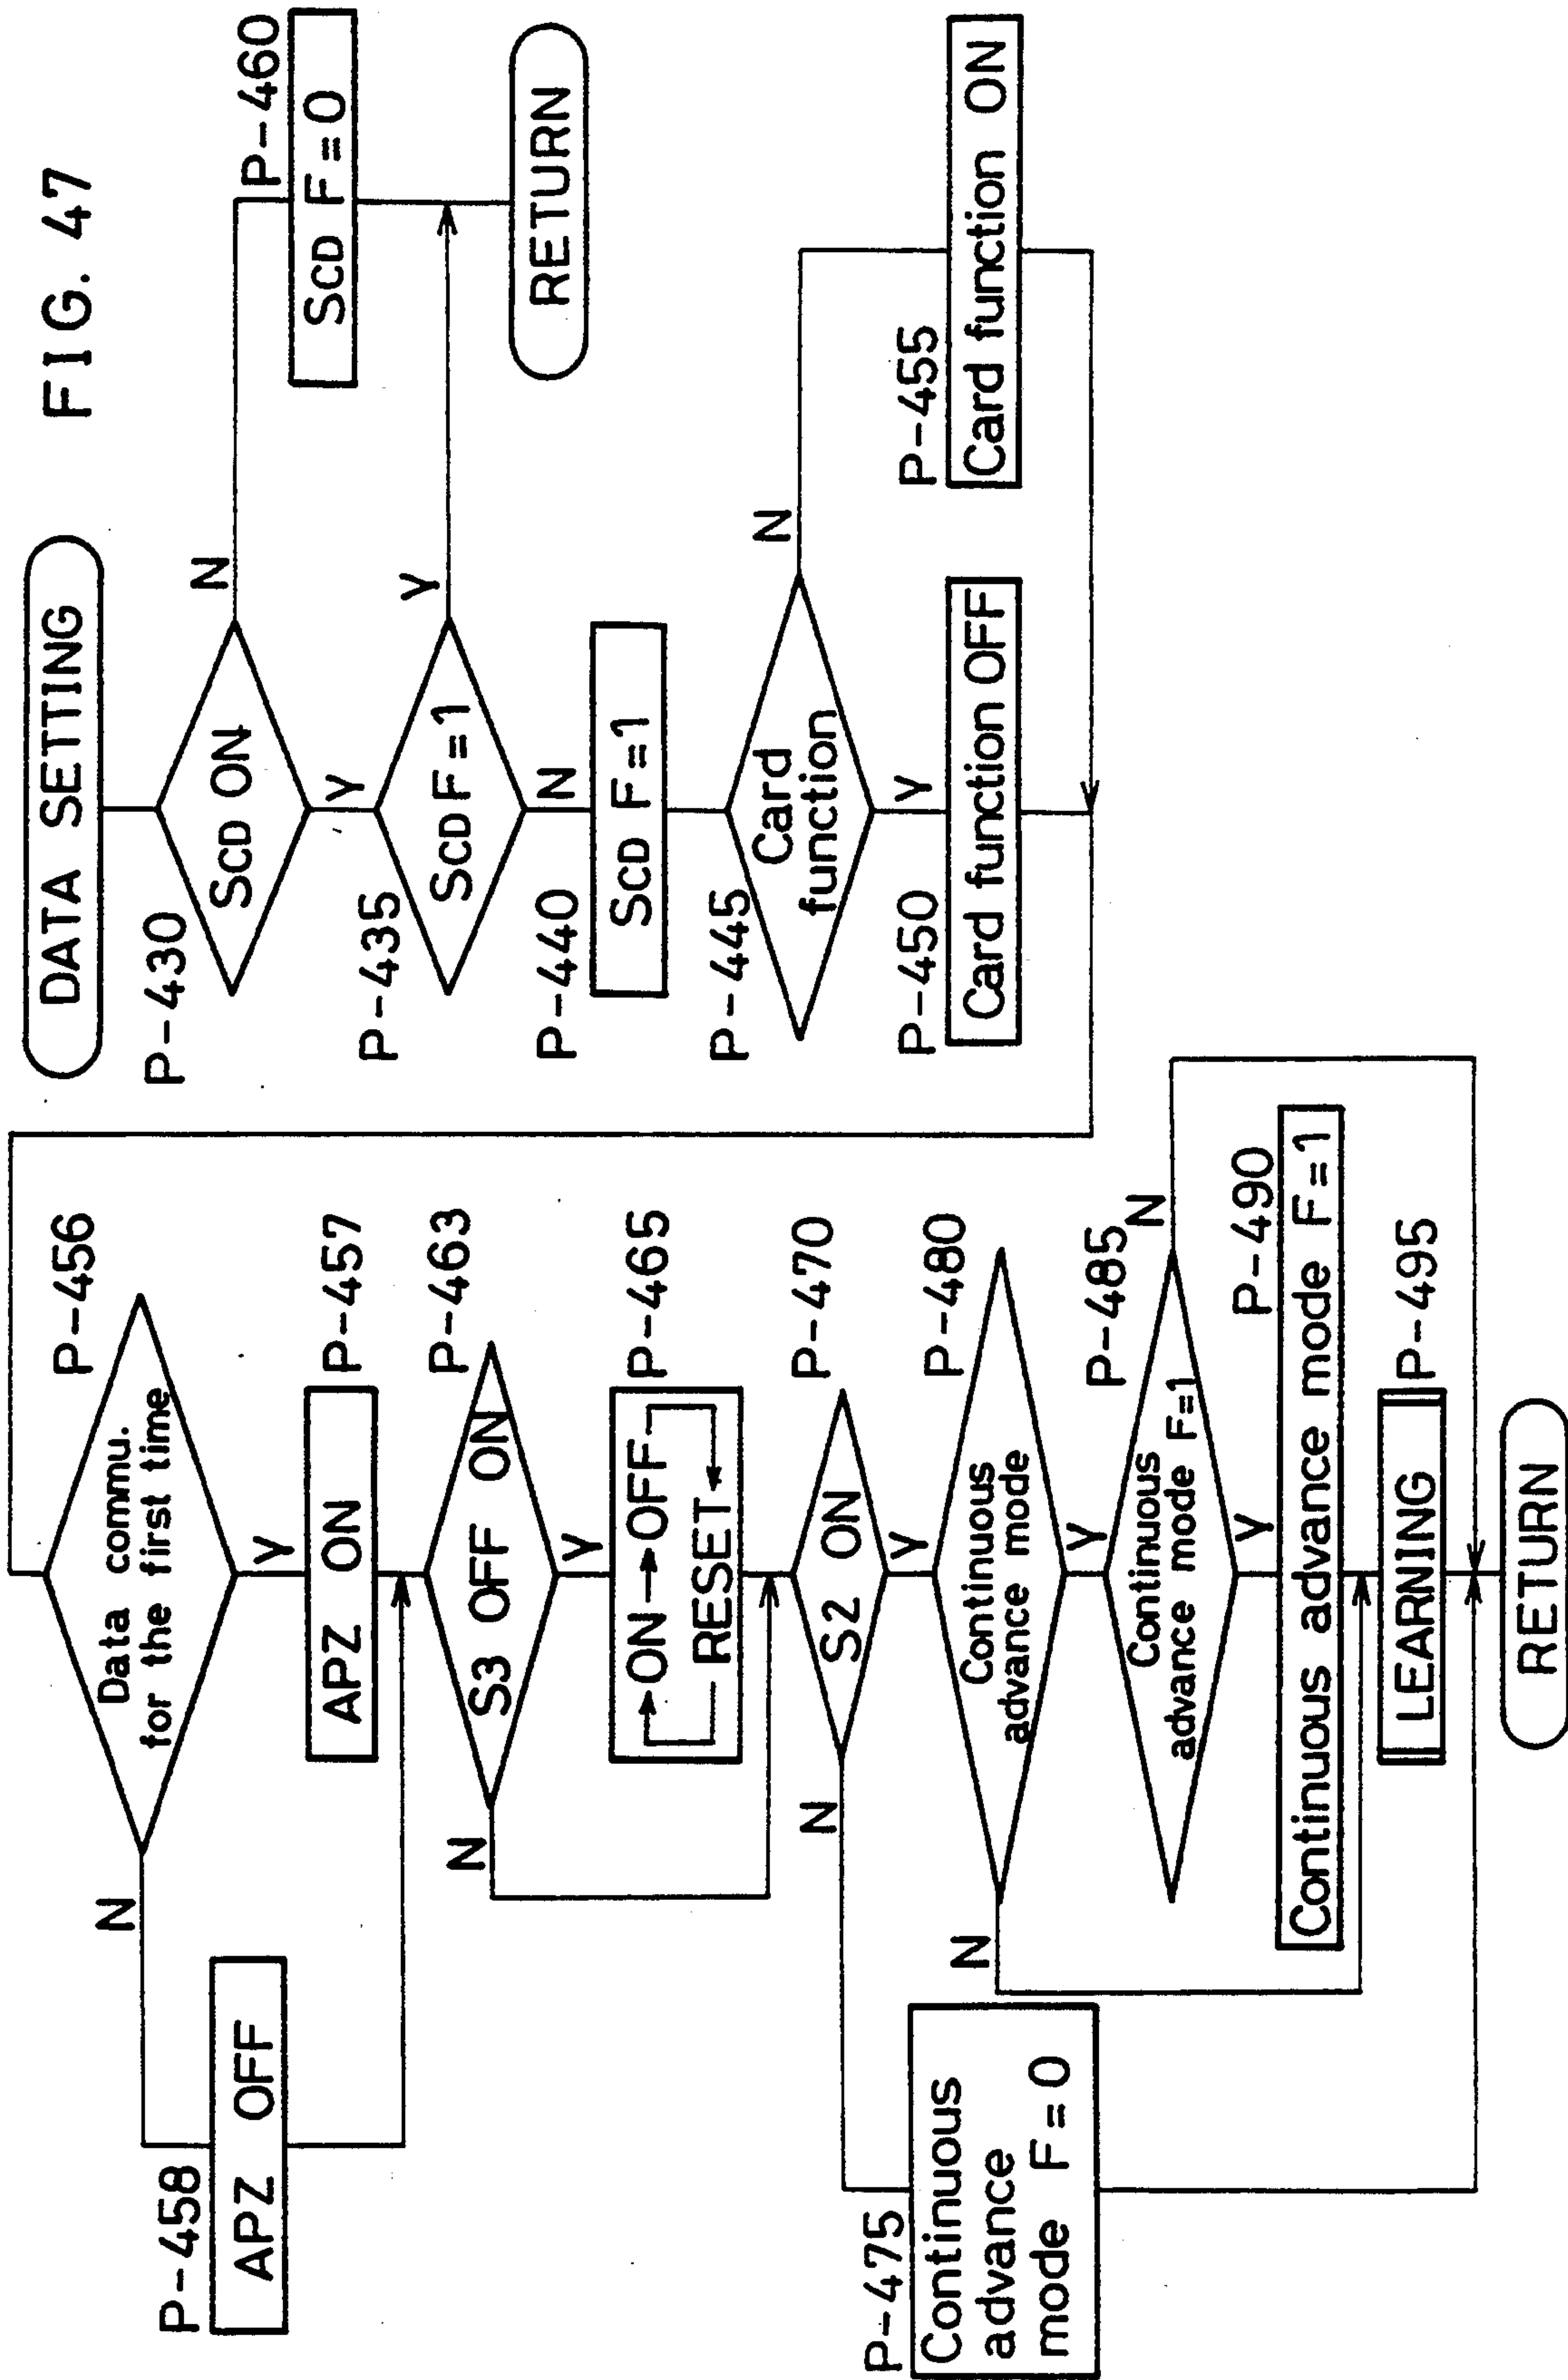 FIG. 47
DATA SETTING
P-430
SCD ON
N
Y
P-460
SCD F=0
P-435
SCD F=1
Y
N
RETURN
P-440
SCD F=1
P-445
Card
function
N
Y
P-450
Card function OFF
P-455
Card function ON
P-456
Data commu.
for the first time
N
Y
P-458
APZ OFF
P-457
APZ ON
P-463
S3 OFF ON
N
Y
P-465
ON→OFF
RESET
P-470
S2 ON
N
Y
P-475
Continuous
advance
mode F=0
P-480
Continuous
advance mode
N
Y
P-485
Continuous
advance mode F=1
N
Y
P-490
Continuous advance mode F=1
LEARNING
P-495
RETURN